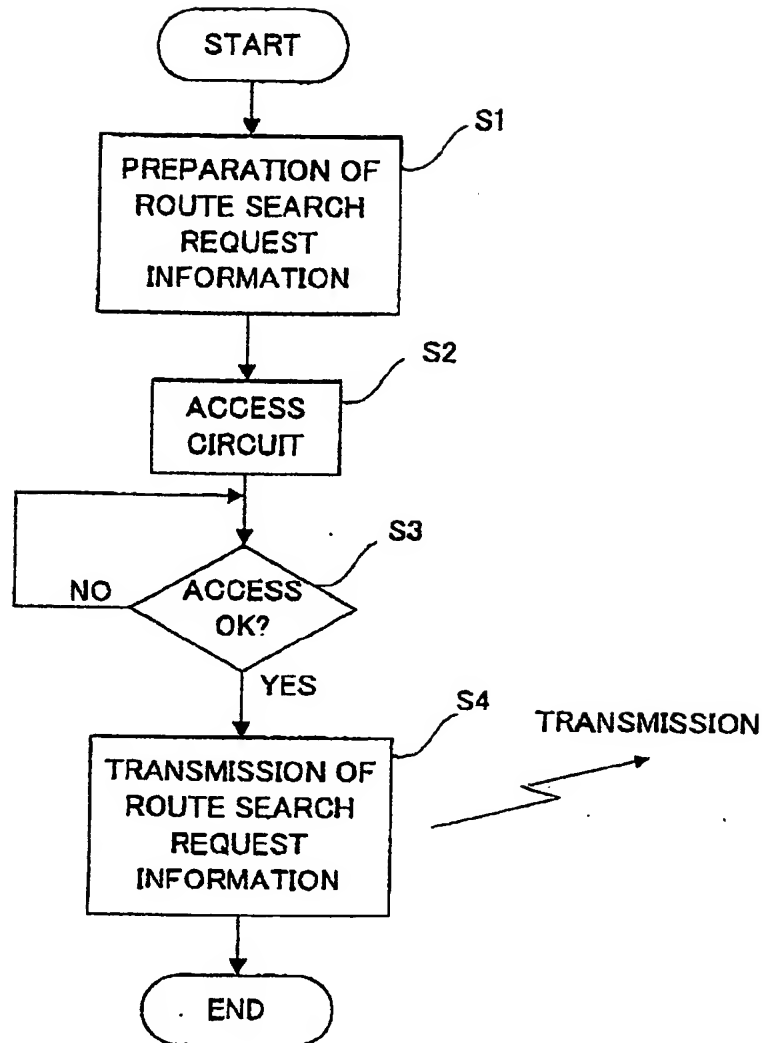 START
S1
PREPARATION OF
ROUTE SEARCH
REQUEST
INFORMATION
S2
ACCESS
CIRCUIT
S3
NO
ACCESS
OK?
YES
S4
TRANSMISSION
TRANSMISSION OF
ROUTE SEARCH
REQUEST
INFORMATION
END